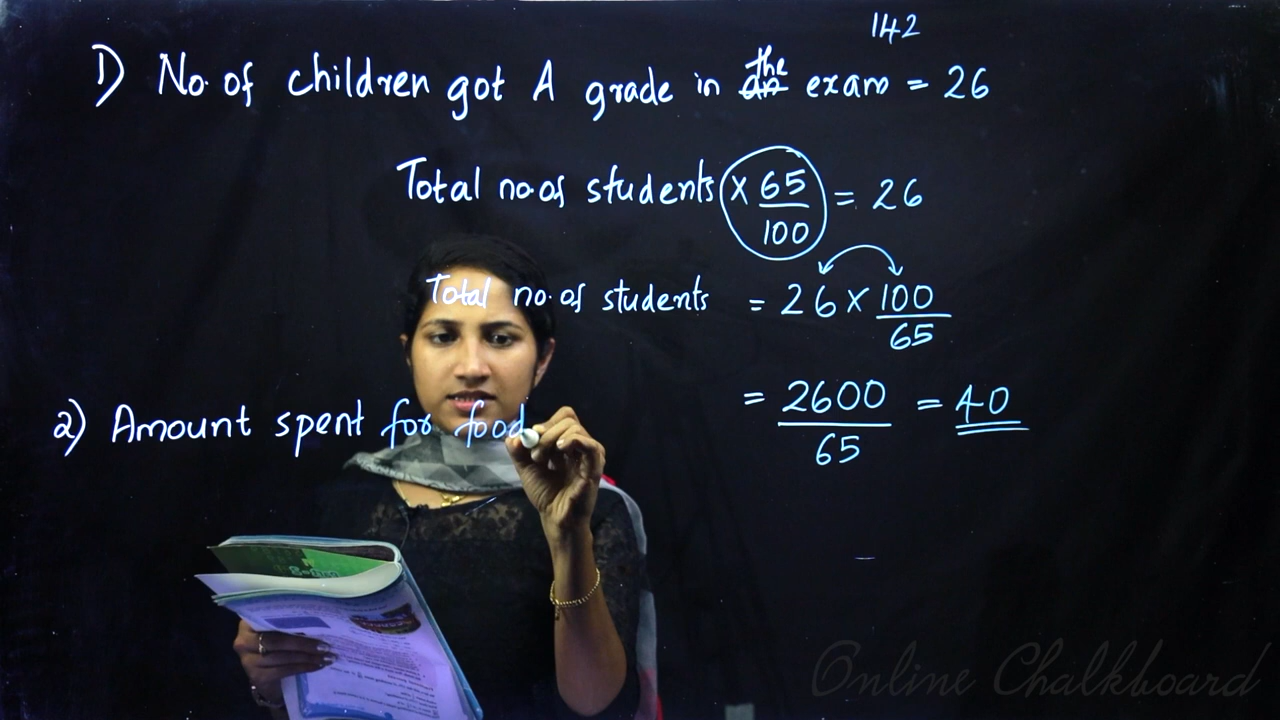 142
1) No. of children got A grade in the exam = 26
Total no of students × 65/100 = 26
Total no. of students = 26 × 100/65
= 2600/65 = 40
2) Amount spent for food
Online Chalkboard